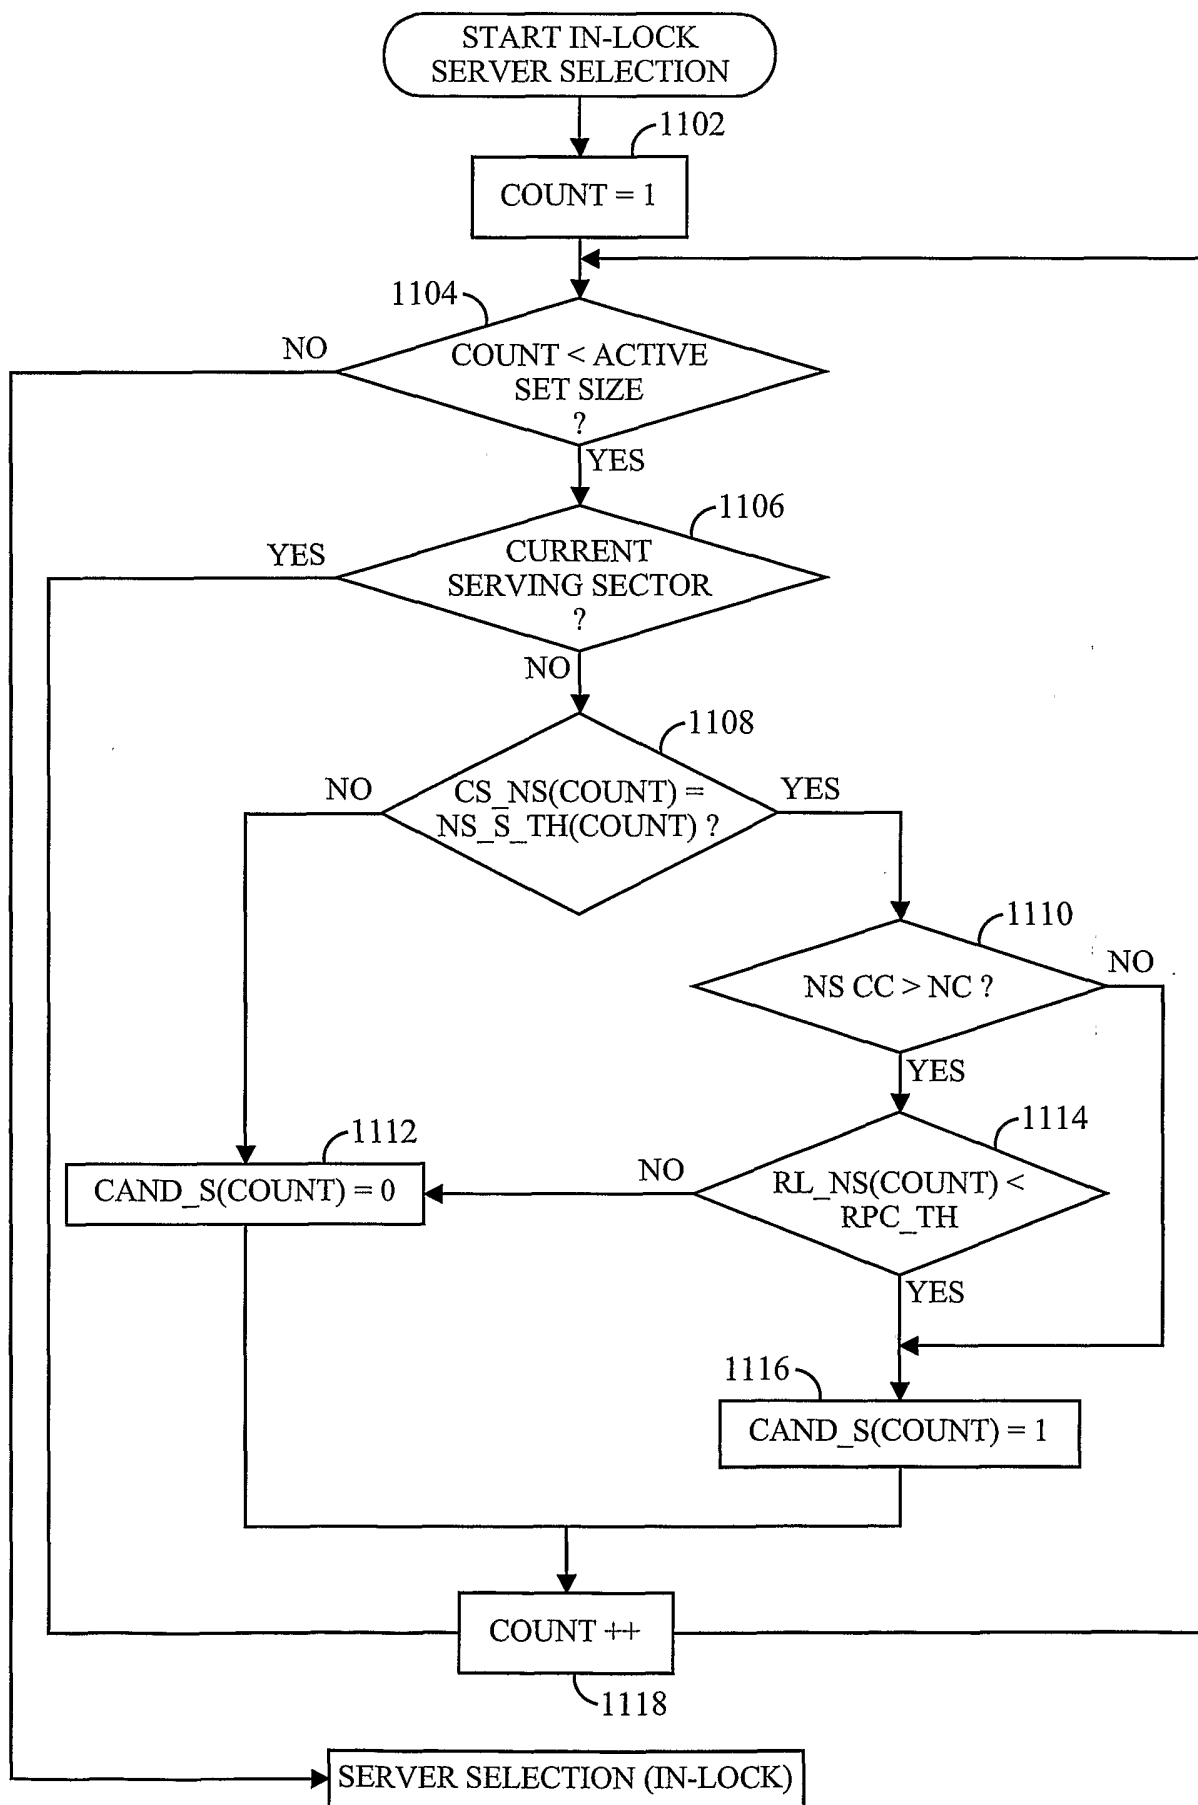 START IN-LOCK
SERVER SELECTION
1102
COUNT = 1
1104
NO
COUNT < ACTIVE
SET SIZE
?
YES
1106
YES
CURRENT
SERVING SECTOR
?
NO
1108
NO
CS_NS(COUNT) =
NS_S_TH(COUNT) ?
YES
1110
NS CC > NC ?
NO
YES
1112
CAND_S(COUNT) = 0
1114
NO
RL_NS(COUNT) <
RPC_TH
YES
1116
CAND_S(COUNT) = 1
COUNT ++
1118
SERVER SELECTION (IN-LOCK)